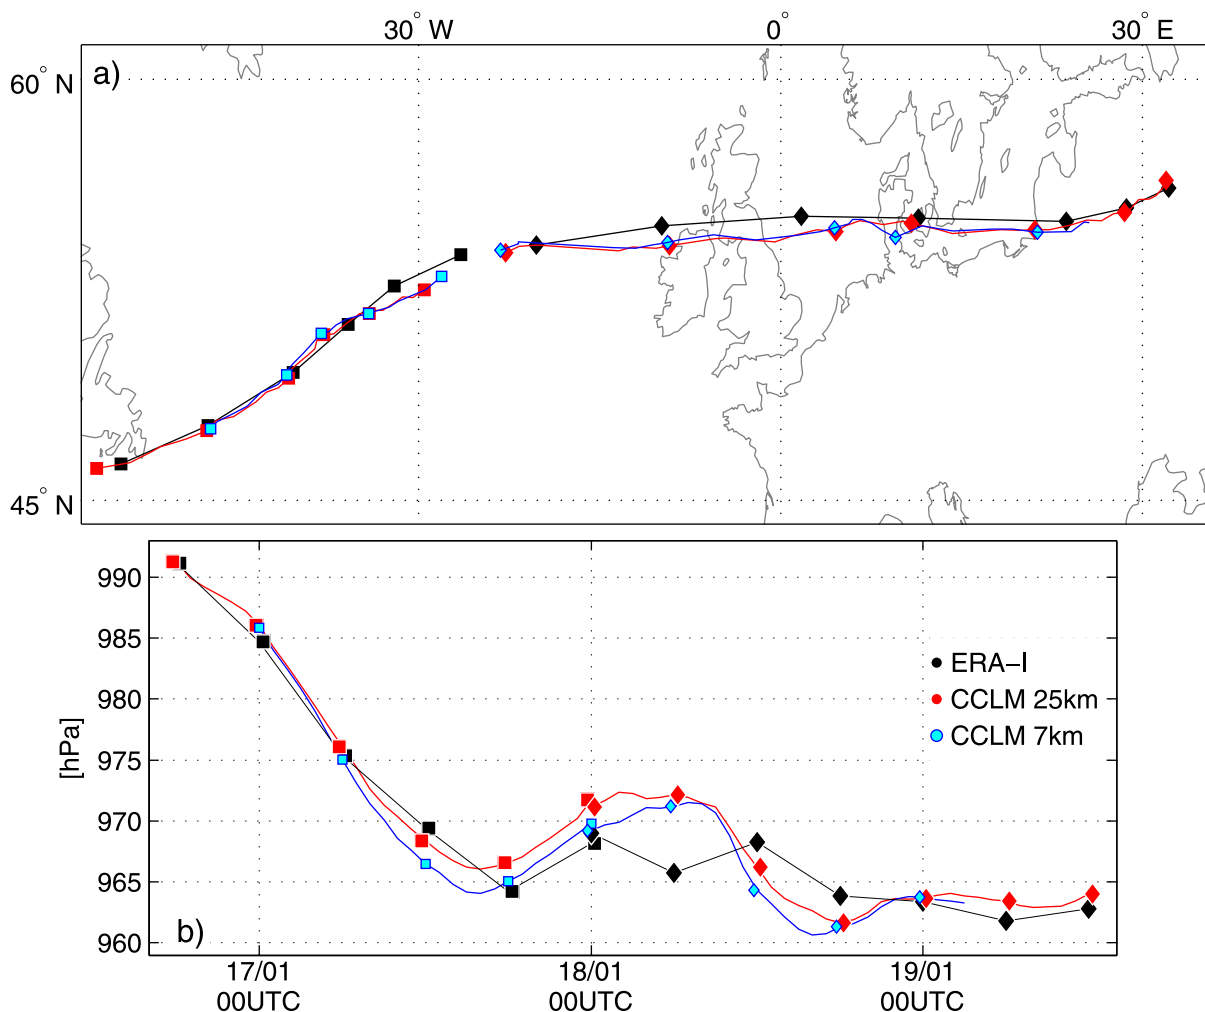 30° W 0° 30° E
a)
60° N
45° N
990
985
980
975
970
965
960
[hPa]
b)
ERA−I
CCLM 25km
CCLM 7km
17/01 18/01 19/01
00UTC 00UTC 00UTC